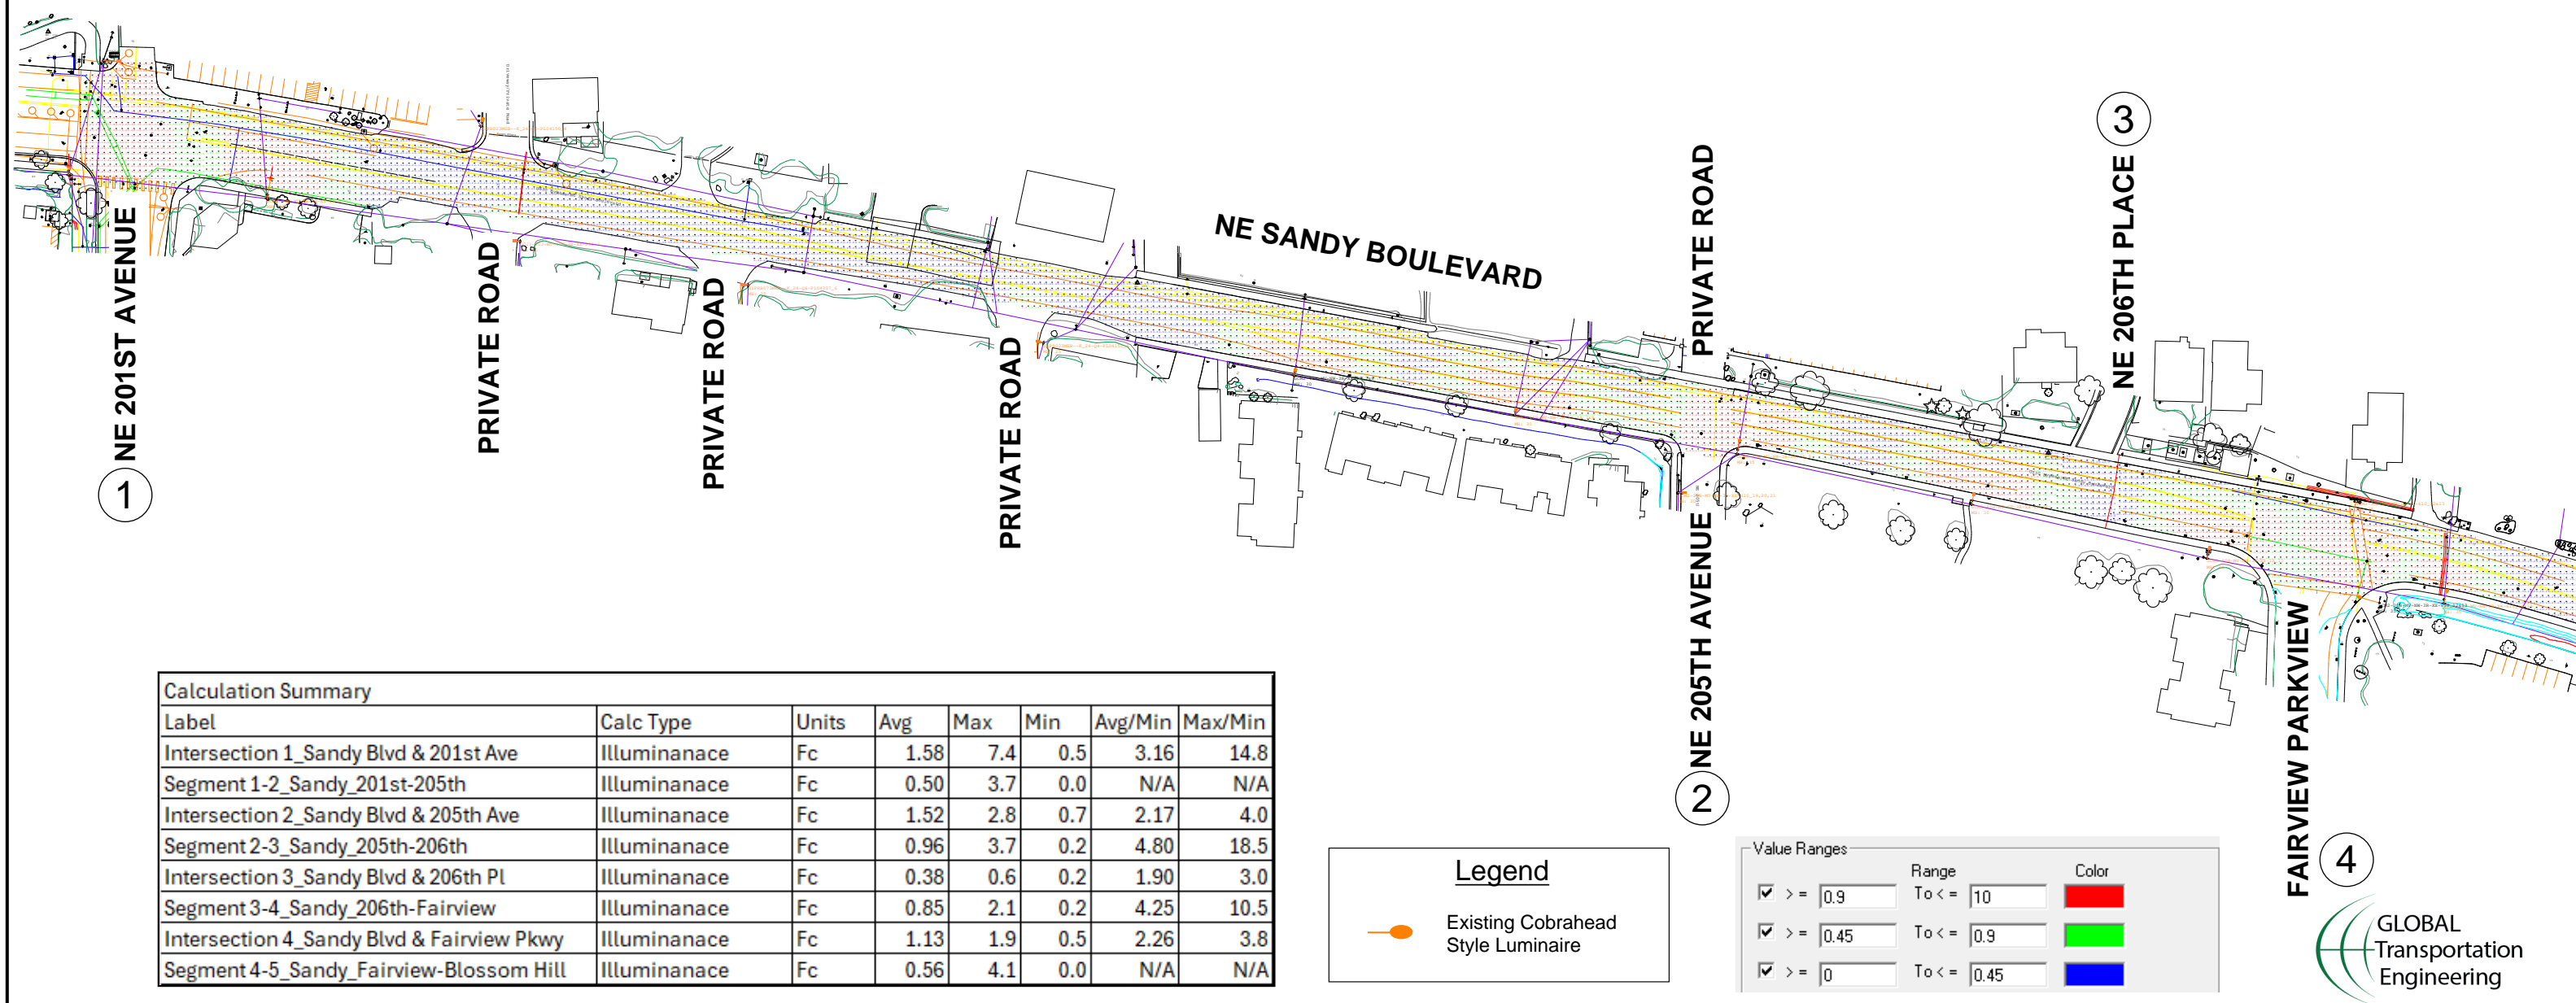 NE 201ST AVENUE
1
PRIVATE ROAD
PRIVATE ROAD
PRIVATE ROAD
NE SANDY BOULEVARD
PRIVATE ROAD
NE 205TH AVENUE
2
3
NE 206TH PLACE
FAIRVIEW PARKVIEW
4
Calculation Summary
Label Calc Type Units Avg Max Min Avg/Min Max/Min
Intersection 1_Sandy Blvd & 201st Ave Illuminanace Fc 1.58 7.4 0.5 3.16 14.8
Segment 1-2_Sandy_201st-205th Illuminanace Fc 0.50 3.7 0.0 N/A N/A
Intersection 2_Sandy Blvd & 205th Ave Illuminanace Fc 1.52 2.8 0.7 2.17 4.0
Segment 2-3_Sandy_205th-206th Illuminanace Fc 0.96 3.7 0.2 4.80 18.5
Intersection 3_Sandy Blvd & 206th Pl Illuminanace Fc 0.38 0.6 0.2 1.90 3.0
Segment 3-4_Sandy_206th-Fairview Illuminanace Fc 0.85 2.1 0.2 4.25 10.5
Intersection 4_Sandy Blvd & Fairview Pkwy Illuminanace Fc 1.13 1.9 0.5 2.26 3.8
Segment 4-5_Sandy_Fairview-Blossom Hill Illuminanace Fc 0.56 4.1 0.0 N/A N/A
Legend
Existing Cobrahead
Style Luminaire
Value Ranges
Range Color
> = 0.9 To < = 10
> = 0.45 To < = 0.9
> = 0 To < = 0.45
GLOBAL
Transportation
Engineering